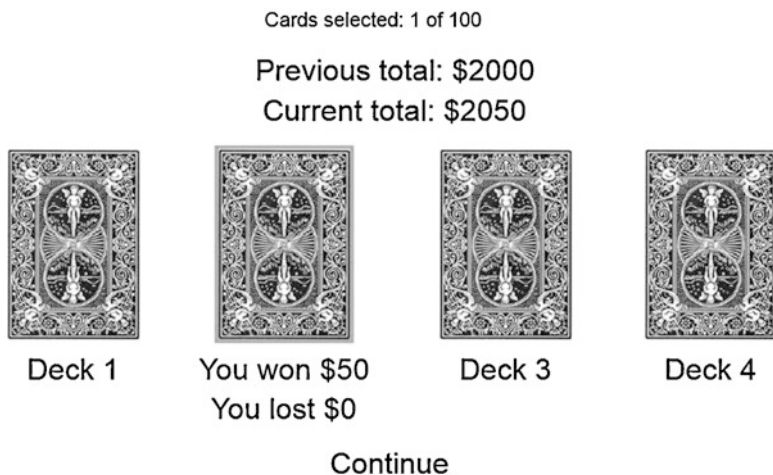 Cards selected: 1 of 100
Previous total: $2000
Current total: $2050
Deck 1
You won $50
You lost $0
Deck 3
Deck 4
Continue